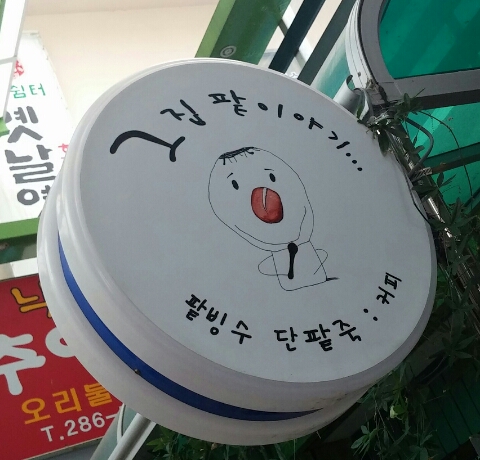 그집팥이야기...
팥빙수 단팥죽 : 커피
쉼터
옛
날
오리물
T.286-